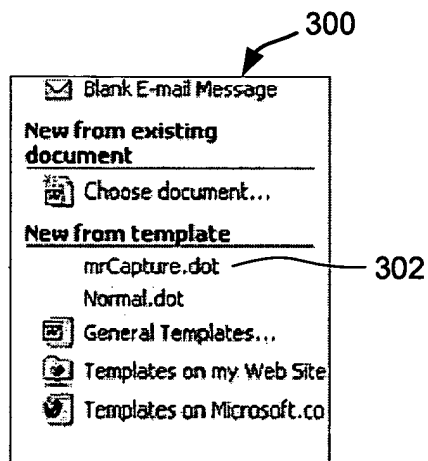 300
Blank E-mail Message
New from existing
document
Choose document...
New from template
mrCapture.dot
302
Normal.dot
General Templates...
Templates on my Web Site
Templates on Microsoft.co